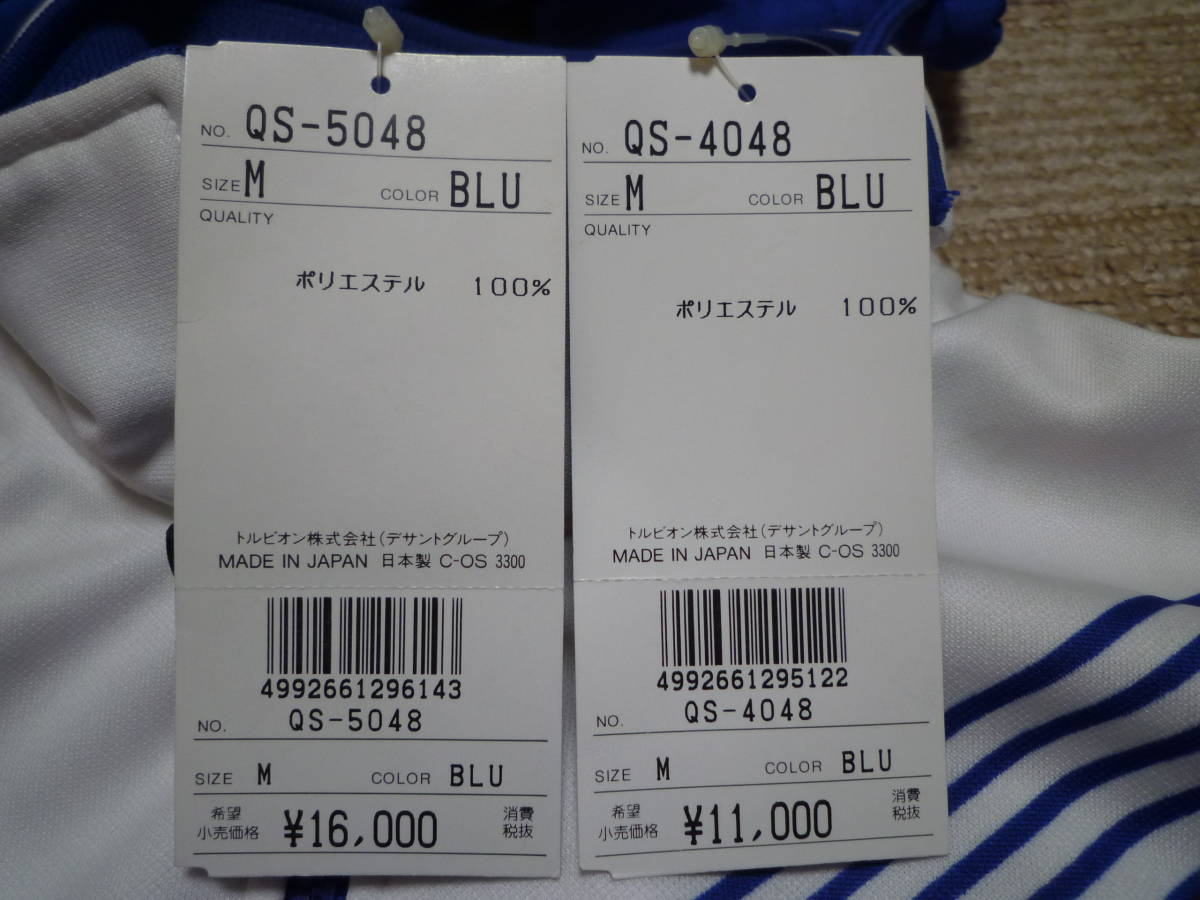 NO. QS-5048
SIZE M COLOR BLU
QUALITY
ポリエステル 100%
トルビオン株式会社(デサントグループ)
MADE IN JAPAN 日本製 C-OS 3300
4992661296143
NO. QS-5048
SIZE M COLOR BLU
希望
小売価格 ¥16,000 消費
税抜
NO. QS-4048
SIZE M COLOR BLU
QUALITY
ポリエステル 100%
トルビオン株式会社(デサントグループ)
MADE IN JAPAN 日本製 C-OS 3300
4992661295122
NO. QS-4048
SIZE M COLOR BLU
希望
小売価格 ¥11,000 消費
税抜